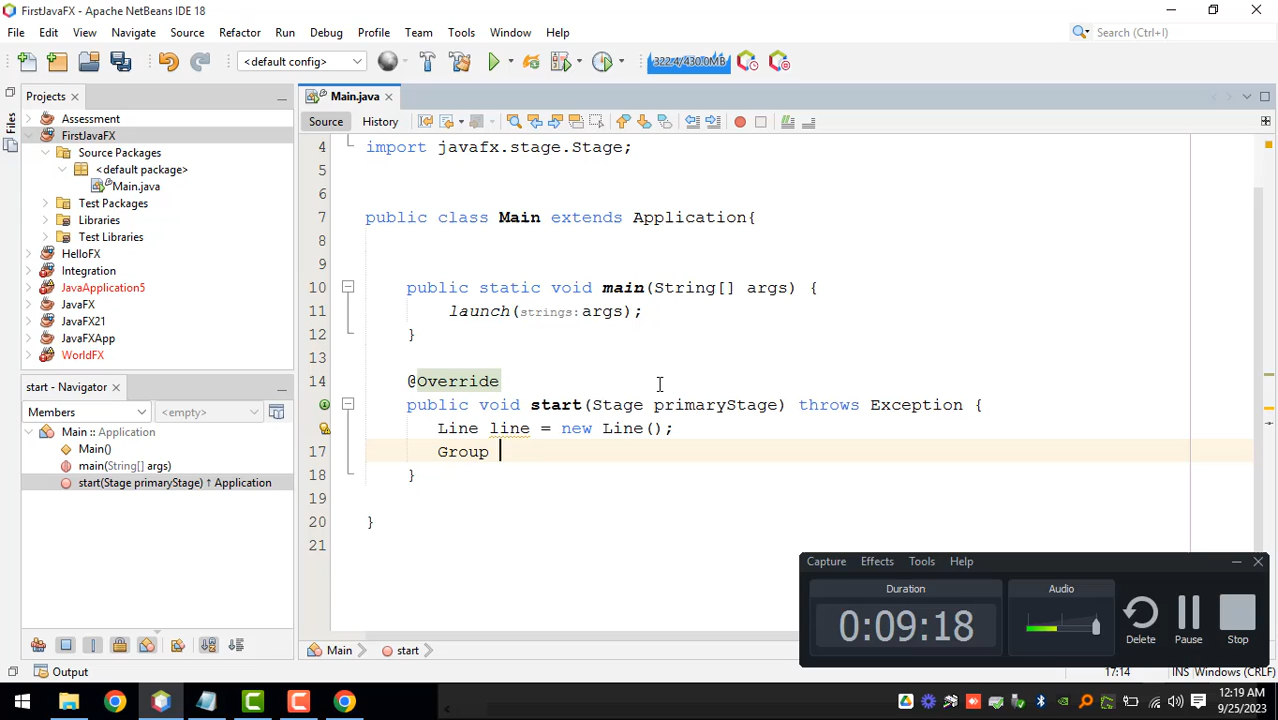 FirstJavaFX - Apache NetBeans IDE 18
File Edit View Navigate Source Refactor Run Debug Profile Team Tools Window Help
Search (Ctrl+I)
<default config>
322.4/430.0MB
Projects
Main.java
Files
Source History
Assessment
FirstJavaFX
Source Packages
<default package>
Main.java
Test Packages
Libraries
Test Libraries
HelloFX
Integration
JavaApplication5
JavaFX
JavaFX21
JavaFXApp
WorldFX
start - Navigator
Members
<empty>
Main :: Application
Main()
main(String[] args)
start(Stage primaryStage) ↑ Application
4 import javafx.stage.Stage;
5
6
7 public class Main extends Application{
8
9
10 public static void main(String[] args) {
11 launch(strings:args);
12 }
13
14 @Override
public void start(Stage primaryStage) throws Exception {
Line line = new Line();
17 Group
18 }
19
20 }
21
Capture Effects Tools Help
Duration
0:09:18
Audio
Delete
Pause
Stop
Main
start
Output
17:14
INS
Windows (CRLF)
12:19 AM
9/25/2023